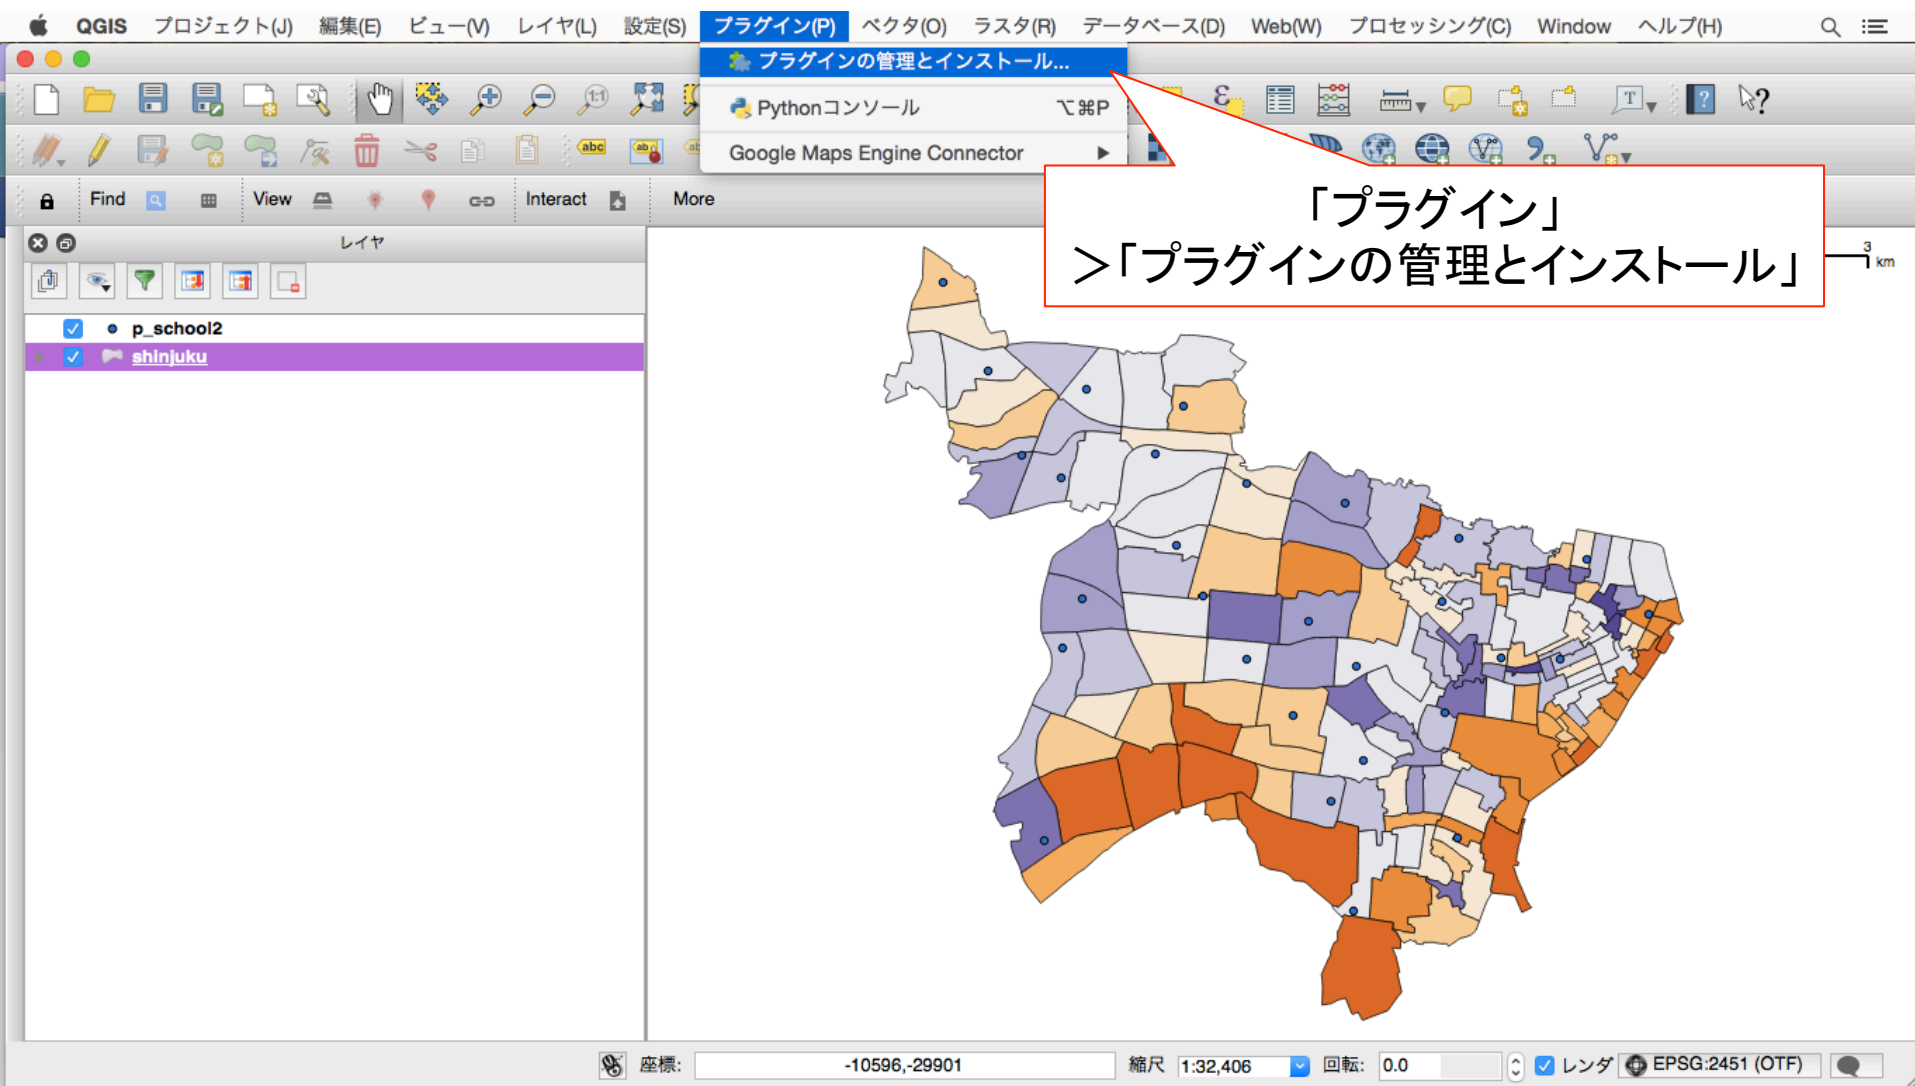 QGIS プロジェクト(J) 編集(E) ビュー(V) レイヤ(L) 設定(S) プラグイン(P) ベクタ(O) ラスタ(R) データベース(D) Web(W) プロセッシング(C) Window ヘルプ(H)
プラグインの管理とインストール...
Pythonコンソール ⌥⌘P
Google Maps Engine Connector ▶
1:1
abc
ab
T
?
?
Find View Interact More
「プラグイン」
＞「プラグインの管理とインストール」
3
km
レイヤ
p_school2
shinjuku
座標: -10596,-29901 縮尺 1:32,406 回転: 0.0 レンダ EPSG:2451 (OTF)